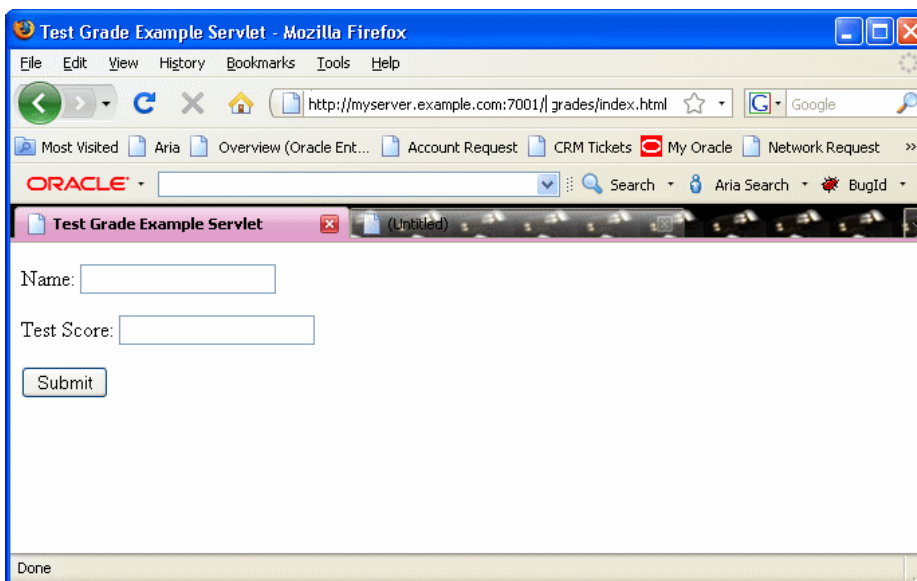 Test Grade Example Servlet - Mozilla Firefox
File Edit View History Bookmarks Tools Help
http://myserver.example.com:7001/ grades/index.html G Google
Most Visited Aria Overview (Oracle Ent... Account Request CRM Tickets My Oracle Network Request »
ORACLE Search Aria Search BugId
Test Grade Example Servlet (Untitled)
Name:
Test Score:
Submit
Done